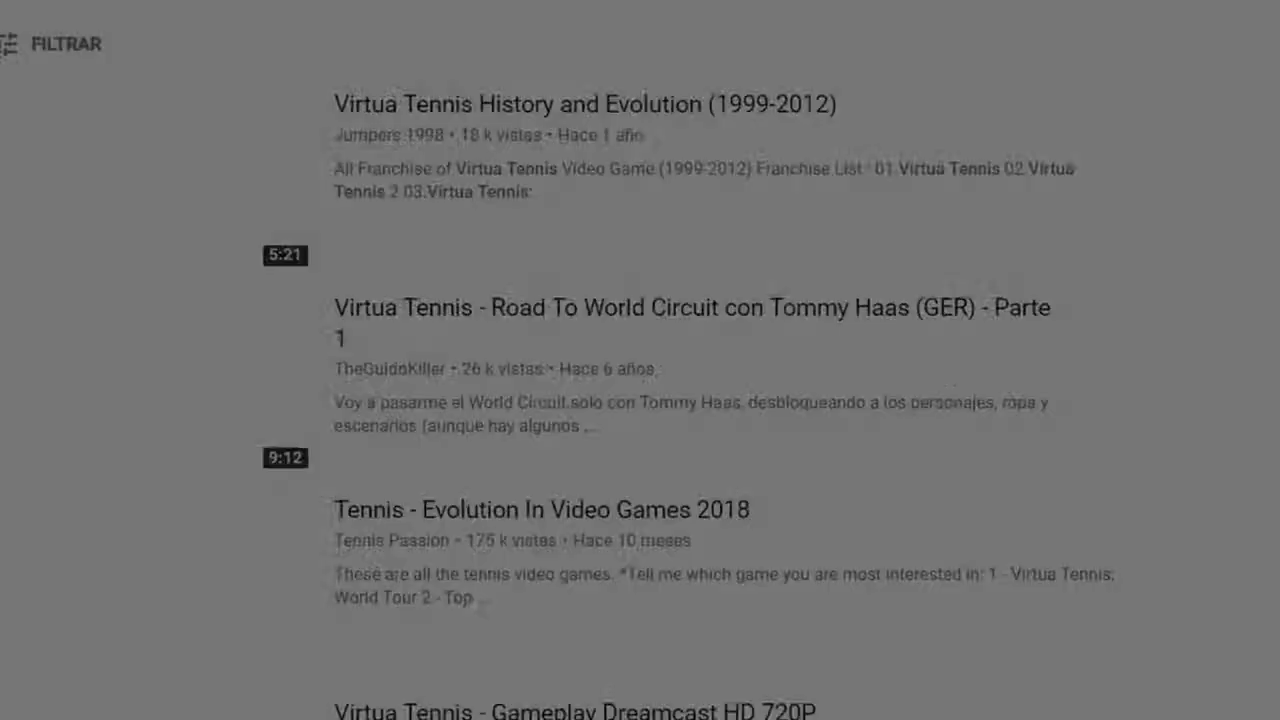 FILTRAR
Virtua Tennis History and Evolution (1999-2012)
Jumpers 1998 • 18 k vistas • Hace 1 año
All Franchise of Virtua Tennis Video Game (1999-2012) Franchise List : 01.Virtua Tennis 02.Virtua
Tennis 2 03.Virtua Tennis:
5:21
Virtua Tennis - Road To World Circuit con Tommy Haas (GER) - Parte
1
TheGuidoKiller • 26 k vistas • Hace 6 años
Voy a pasarme el World Circuit solo con Tommy Haas, desbloqueando a los personajes, ropa y
escenarios (aunque hay algunos ...
9:12
Tennis - Evolution In Video Games 2018
Tennis Passion • 175 k vistas • Hace 10 meses
These are all the tennis video games. *Tell me which game you are most interested in: 1 - Virtua Tennis:
World Tour 2 - Top ...
Virtua Tennis - Gameplay Dreamcast HD 720P